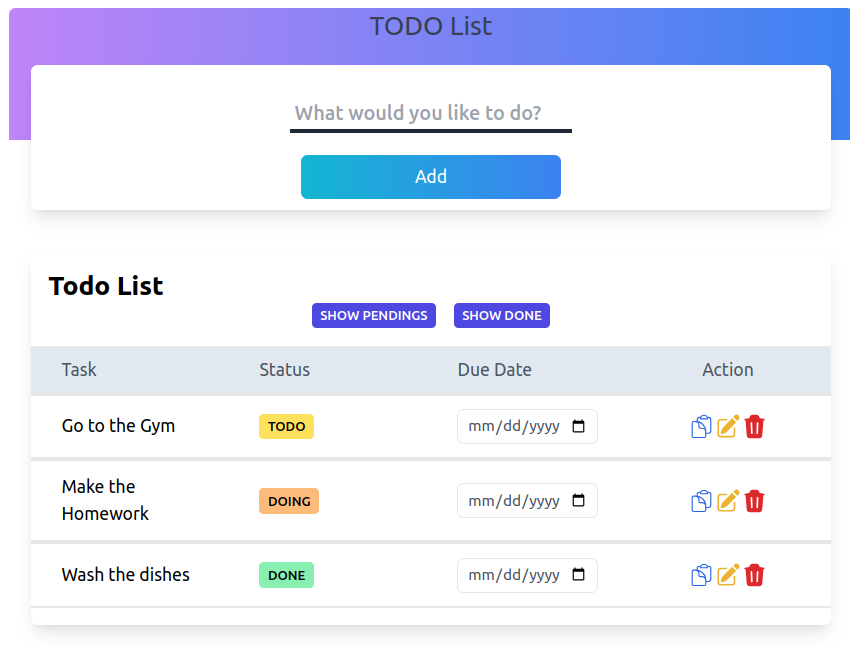 TODO List
What would you like to do?
Add
Todo List
SHOW PENDINGS SHOW DONE
Task Status Due Date Action
Go to the Gym TODO mm/dd/yyyy
Make the
Homework DOING mm/dd/yyyy
Wash the dishes DONE mm/dd/yyyy